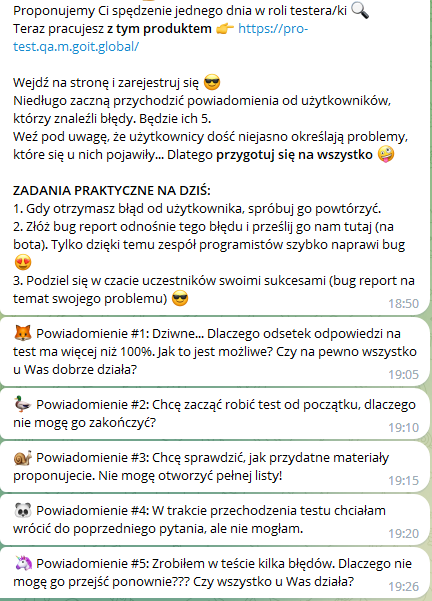 Proponujemy Ci spędzenie jednego dnia w roli testera/ki 🔍
Teraz pracujesz z tym produktem 👉 https://pro-
test.qa.m.goit.global/
Wejdź na stronę i zarejestruj się 😎
Niedługo zaczną przychodzić powiadomienia od użytkowników,
którzy znaleźli błędy. Będzie ich 5.
Weź pod uwagę, że użytkownicy dość niejasno określają problemy,
które się u nich pojawiły... Dlatego przygotuj się na wszystko 🤪
ZADANIA PRAKTYCZNE NA DZIŚ:
1. Gdy otrzymasz błąd od użytkownika, spróbuj go powtórzyć.
2. Złóż bug report odnośnie tego błędu i prześlij go nam tutaj (na
bota). Tylko dzięki temu zespół programistów szybko naprawi bug
😍
3. Podziel się w czacie uczestników swoimi sukcesami (bug report na
temat swojego problemu) 😎
18:50
🦊 Powiadomienie #1: Dziwne... Dlaczego odsetek odpowiedzi na
test ma więcej niż 100%. Jak to jest możliwe? Czy na pewno wszystko
u Was dobrze działa?
19:05
🦆 Powiadomienie #2: Chcę zacząć robić test od początku, dlaczego
nie mogę go zakończyć?
19:10
🐌 Powiadomienie #3: Chcę sprawdzić, jak przydatne materiały
proponujecie. Nie mogę otworzyć pełnej listy!
19:15
🐼 Powiadomienie #4: W trakcie przechodzenia testu chciałam
wrócić do poprzedniego pytania, ale nie mogłam.
19:20
🦄 Powiadomienie #5: Zrobiłem w teście kilka błędów. Dlaczego nie
mogę go przejść ponownie??? Czy wszystko u Was działa?
19:26